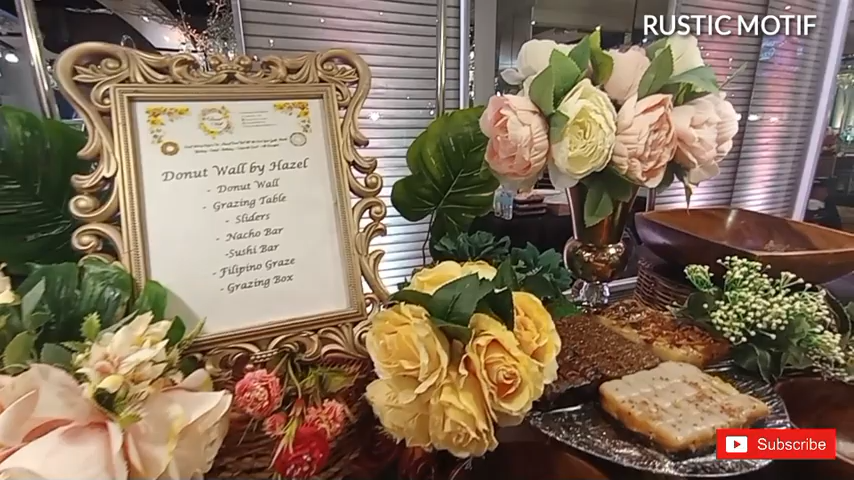 RUSTIC MOTIF
Donut Wall by Hazel
- Donut Wall
- Grazing Table
- Sliders
- Nacho Bar
-Sushi Bar
- Filipino Graze
- Grazing Box
Subscribe